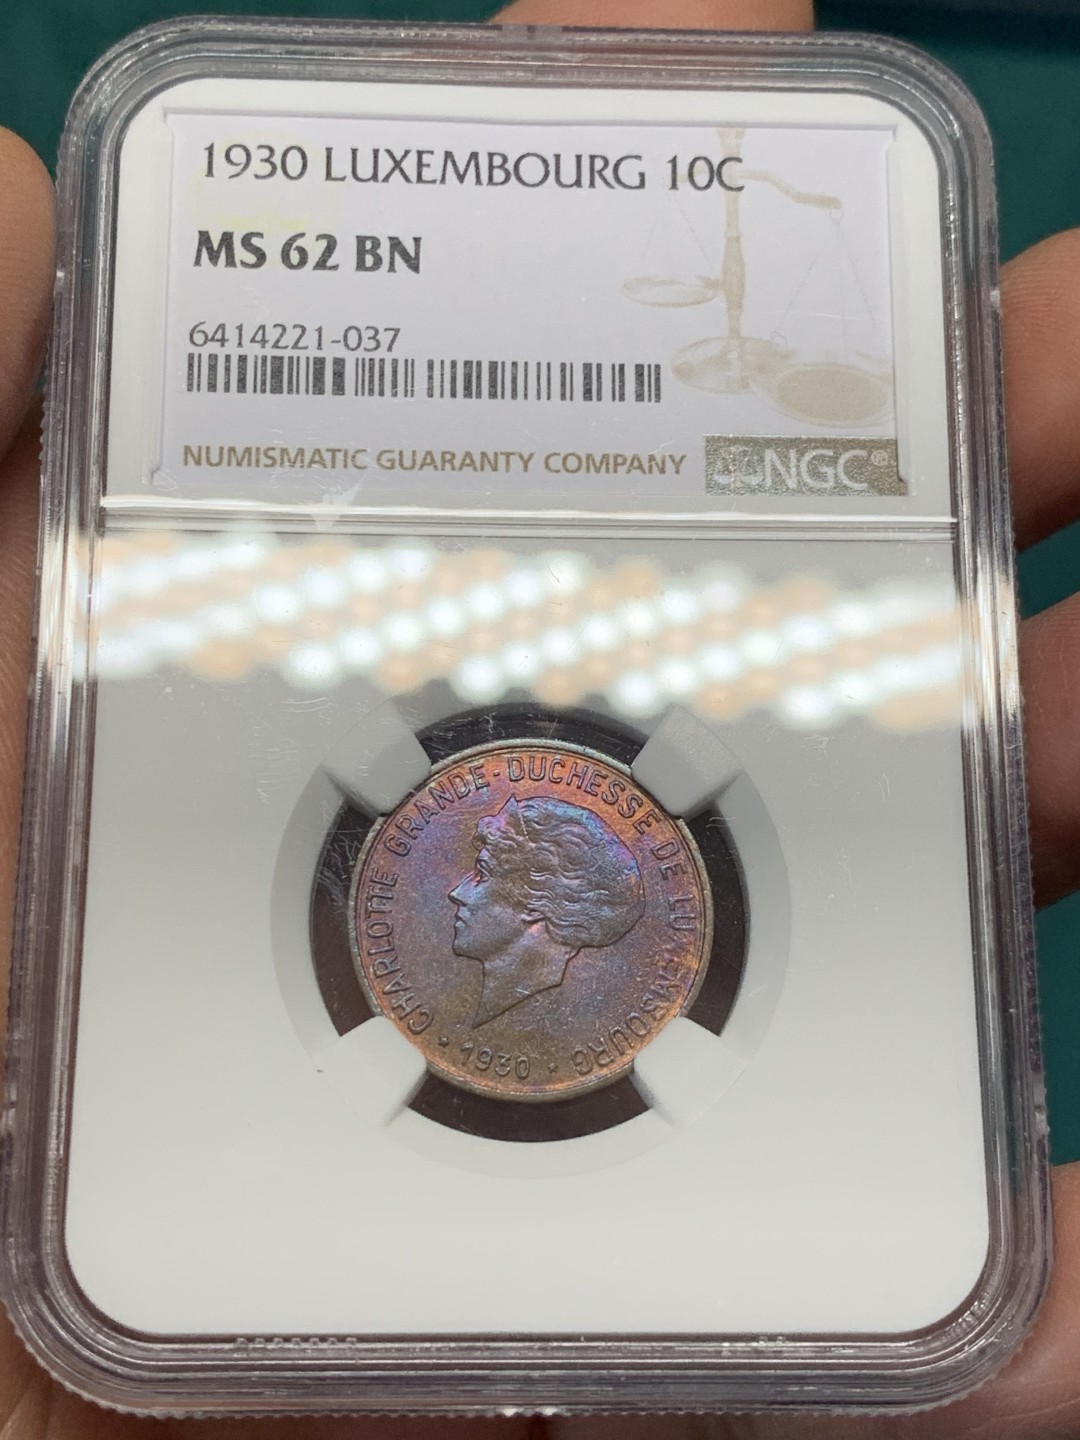 1930 LUXEMBOURG 10C
MS 62 BN
6414221-037
NUMISMATIC GUARANTY COMPANY NGC®
CHARLOTTE GRANDE-DUCHESSE DE LUXEMBOURG
* 1930 *